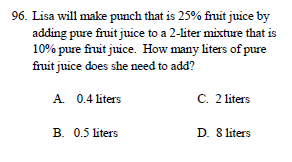 96. Lisa will make punch that is 25% fruit juice by
adding pure fruit juice to a 2-liter mixture that is
10% pure fruit juice. How many liters of pure
fruit juice does she need to add?
A. 0.4 liters
C. 2 liters
B. 0.5 liters
D. 8 liters